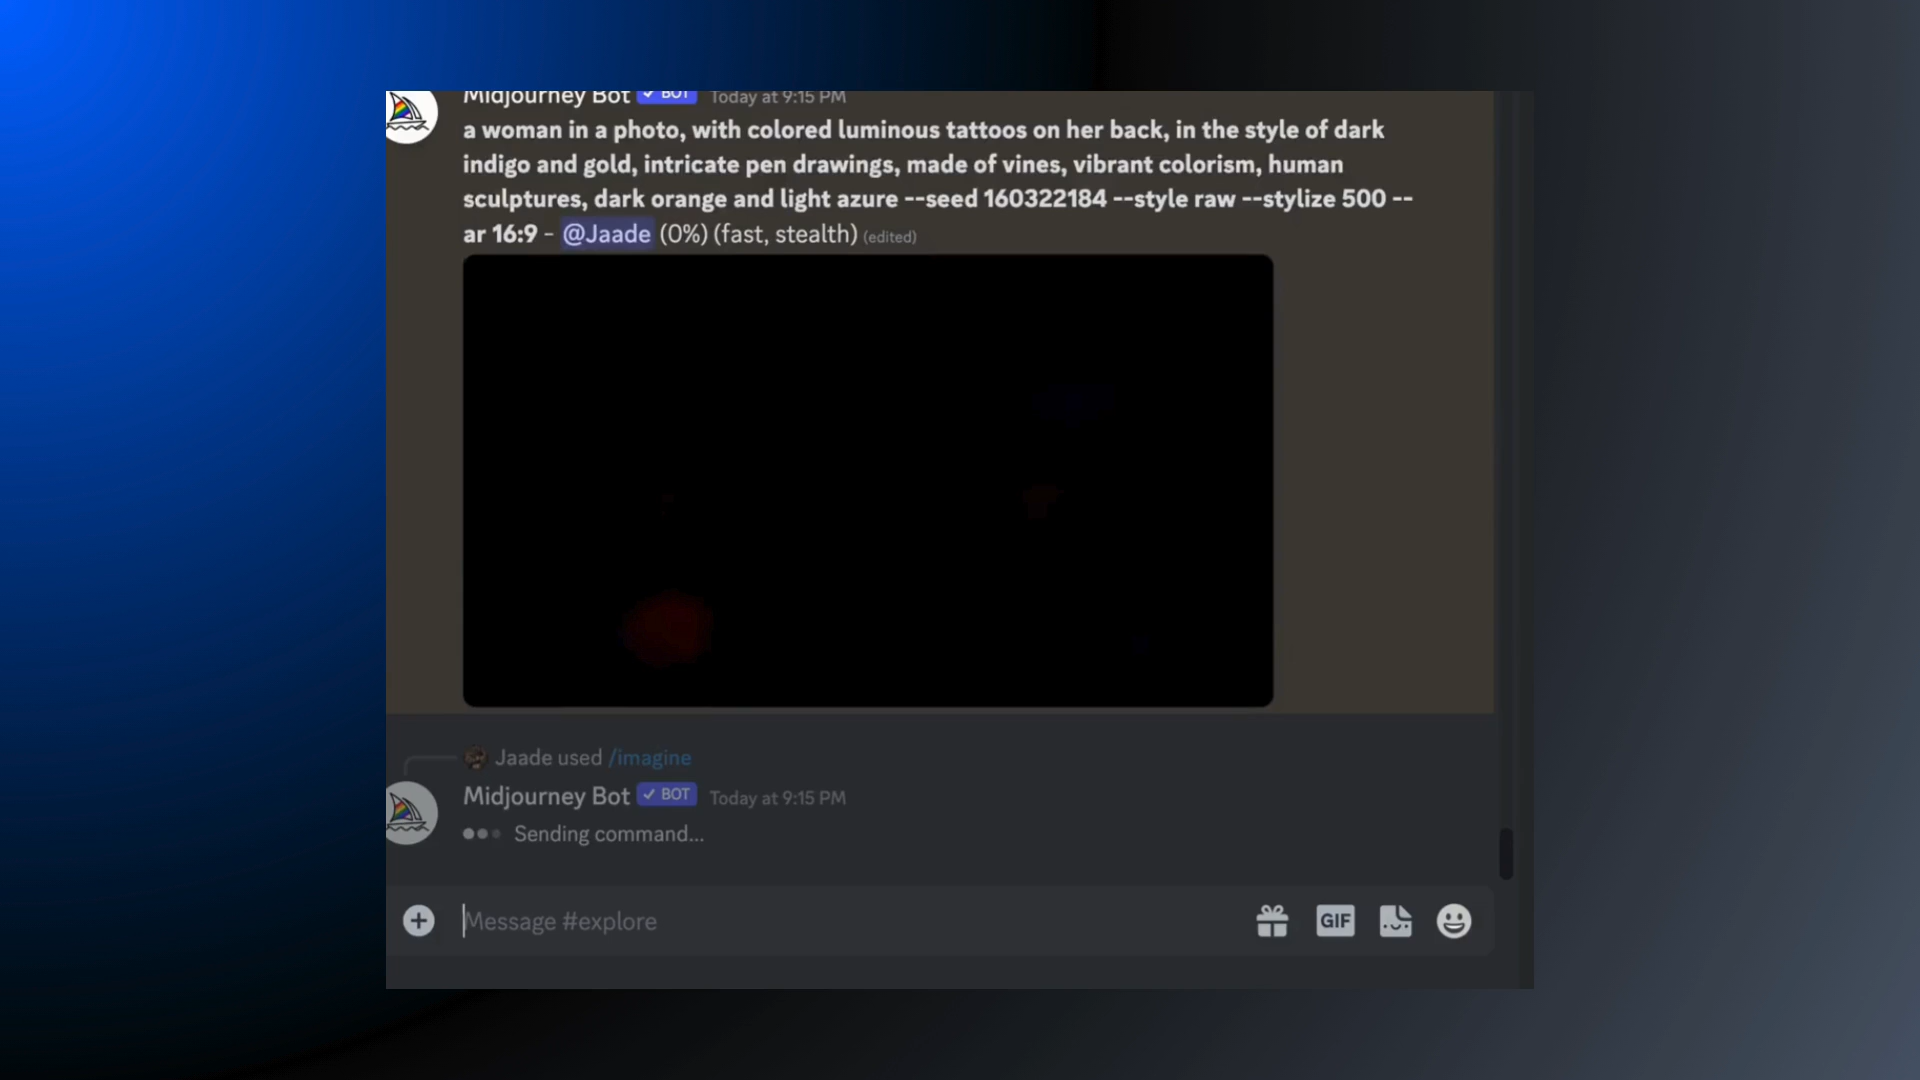 Midjourney Bot ✓ BOT Today at 9:15 PM
a woman in a photo, with colored luminous tattoos on her back, in the style of dark
indigo and gold, intricate pen drawings, made of vines, vibrant colorism, human
sculptures, dark orange and light azure --seed 160322184 --style raw --stylize 500 --
ar 16:9 - @Jaade (0%) (fast, stealth) (edited)
Jaade used /imagine
Midjourney Bot ✓ BOT Today at 9:15 PM
Sending command...
Message #explore
GIF